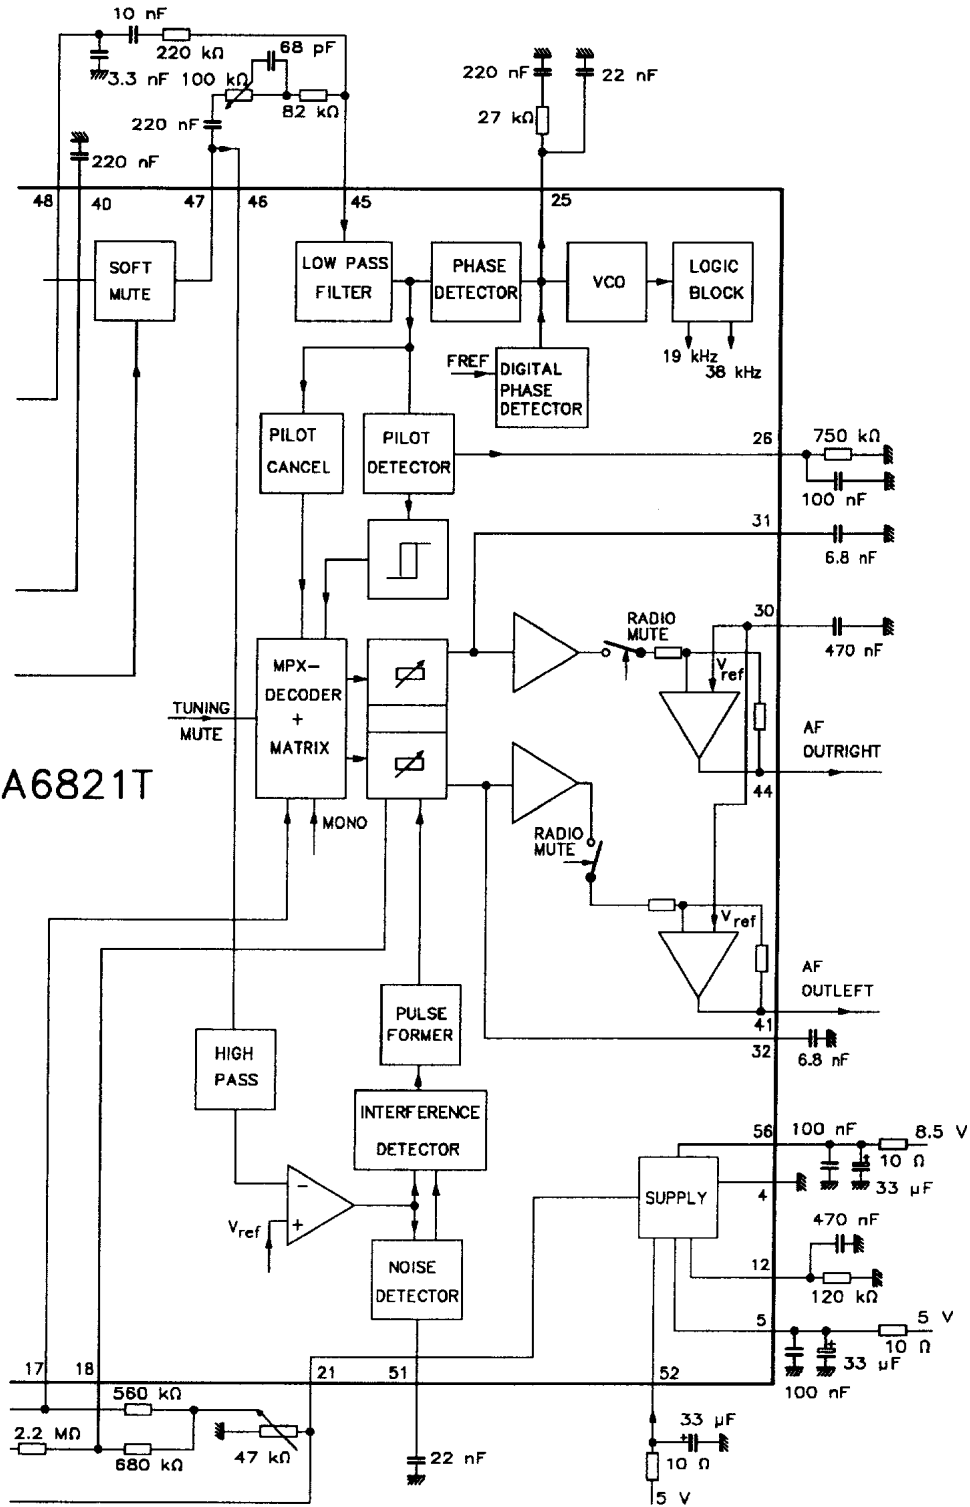 10 nF
220 kΩ
68 pF
3.3 nF 100 kΩ
82 kΩ
220 nF
220 nF
220 nF 22 nF
27 kΩ
48 40 47 46 45 25
SOFT
MUTE
LOW PASS
FILTER
PHASE
DETECTOR
VCO
LOGIC
BLOCK
19 kHz
38 kHz
FREF
DIGITAL
PHASE
DETECTOR
PILOT
CANCEL
PILOT
DETECTOR
26
750 kΩ
100 nF
31
6.8 nF
30
470 nF
RADIO
MUTE
Vref
MPX-
DECODER
+
MATRIX
TUNING
MUTE
AF
OUTRIGHT
44
A6821T
MONO
RADIO
MUTE
Vref
AF
OUTLEFT
41
32
6.8 nF
PULSE
FORMER
HIGH
PASS
INTERFERENCE
DETECTOR
−
+
Vref
NOISE
DETECTOR
SUPPLY
56
100 nF
8.5 V
10 Ω
+
33 µF
4
470 nF
12
120 kΩ
5
5 V
10 Ω
+
33 µF
100 nF
17 18 21 51 52
560 kΩ
2.2 MΩ
680 kΩ
47 kΩ
22 nF
33 µF
+
10 Ω
5 V